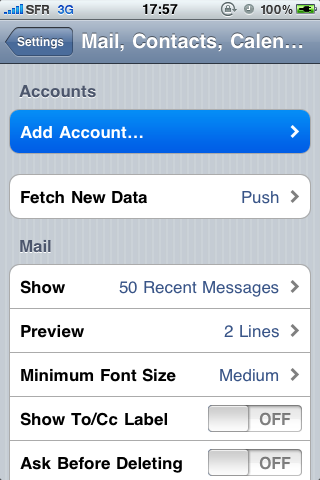 SFR 3G 17:57 100%
Settings Mail, Contacts, Calen...
Accounts
Add Account...
Fetch New Data Push
Mail
Show 50 Recent Messages
Preview 2 Lines
Minimum Font Size Medium
Show To/Cc Label OFF
Ask Before Deleting OFF